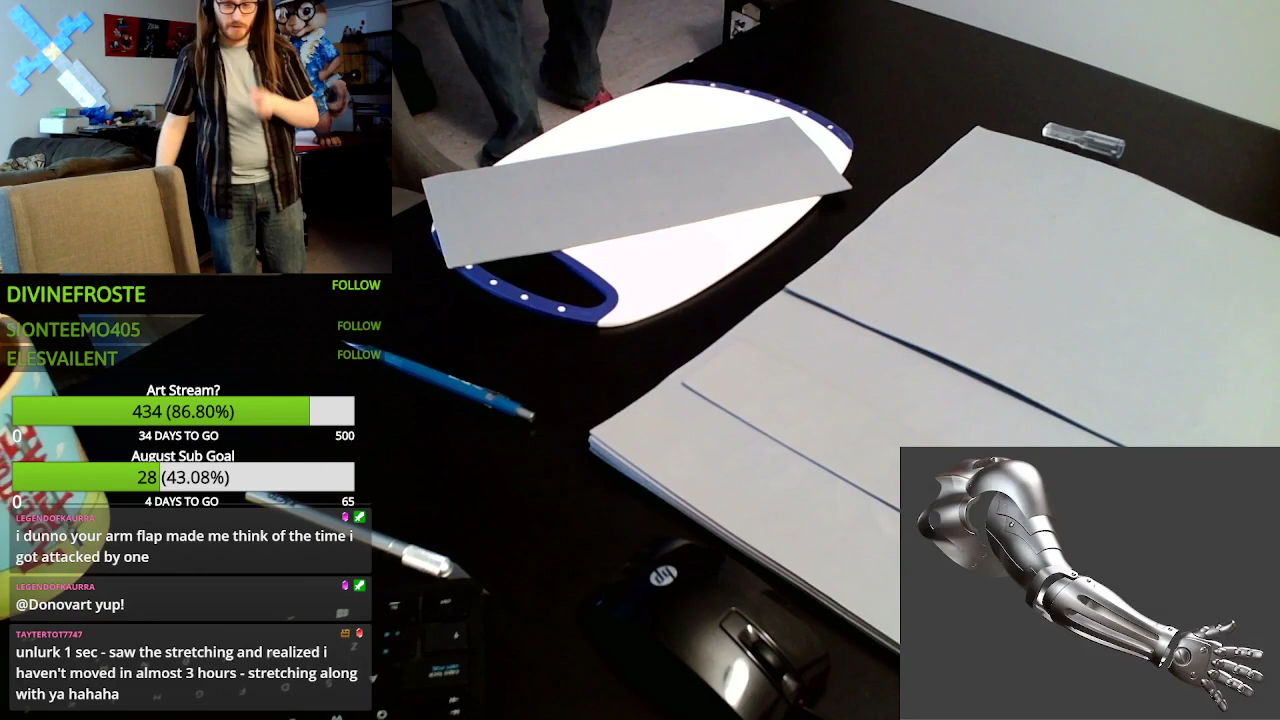 DIVINEFROSTE FOLLOW
SIONTEEMO405 FOLLOW
ELESVAILENT FOLLOW
Art Stream?
434 (86.80%)
0 34 DAYS TO GO 500
August Sub Goal
28 (43.08%)
0 4 DAYS TO GO 65
LEGENDOFKAURRA
i dunno your arm flap made me think of the time i
got attacked by one
LEGENDOFKAURRA
@Donovart yup!
TAYTERTOT7747
unlurk 1 sec - saw the stretching and realized i
haven't moved in almost 3 hours - stretching along
with ya hahaha
hp